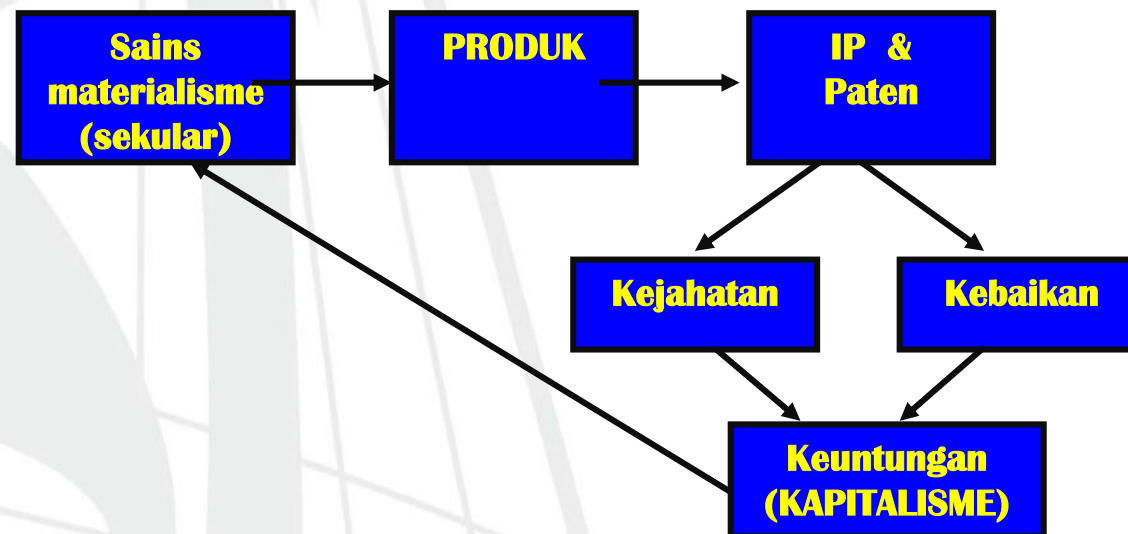 Sains
materialisme
(sekular)
PRODUK
IP &
Paten
Kejahatan
Kebaikan
Keuntungan
(KAPITALISME)